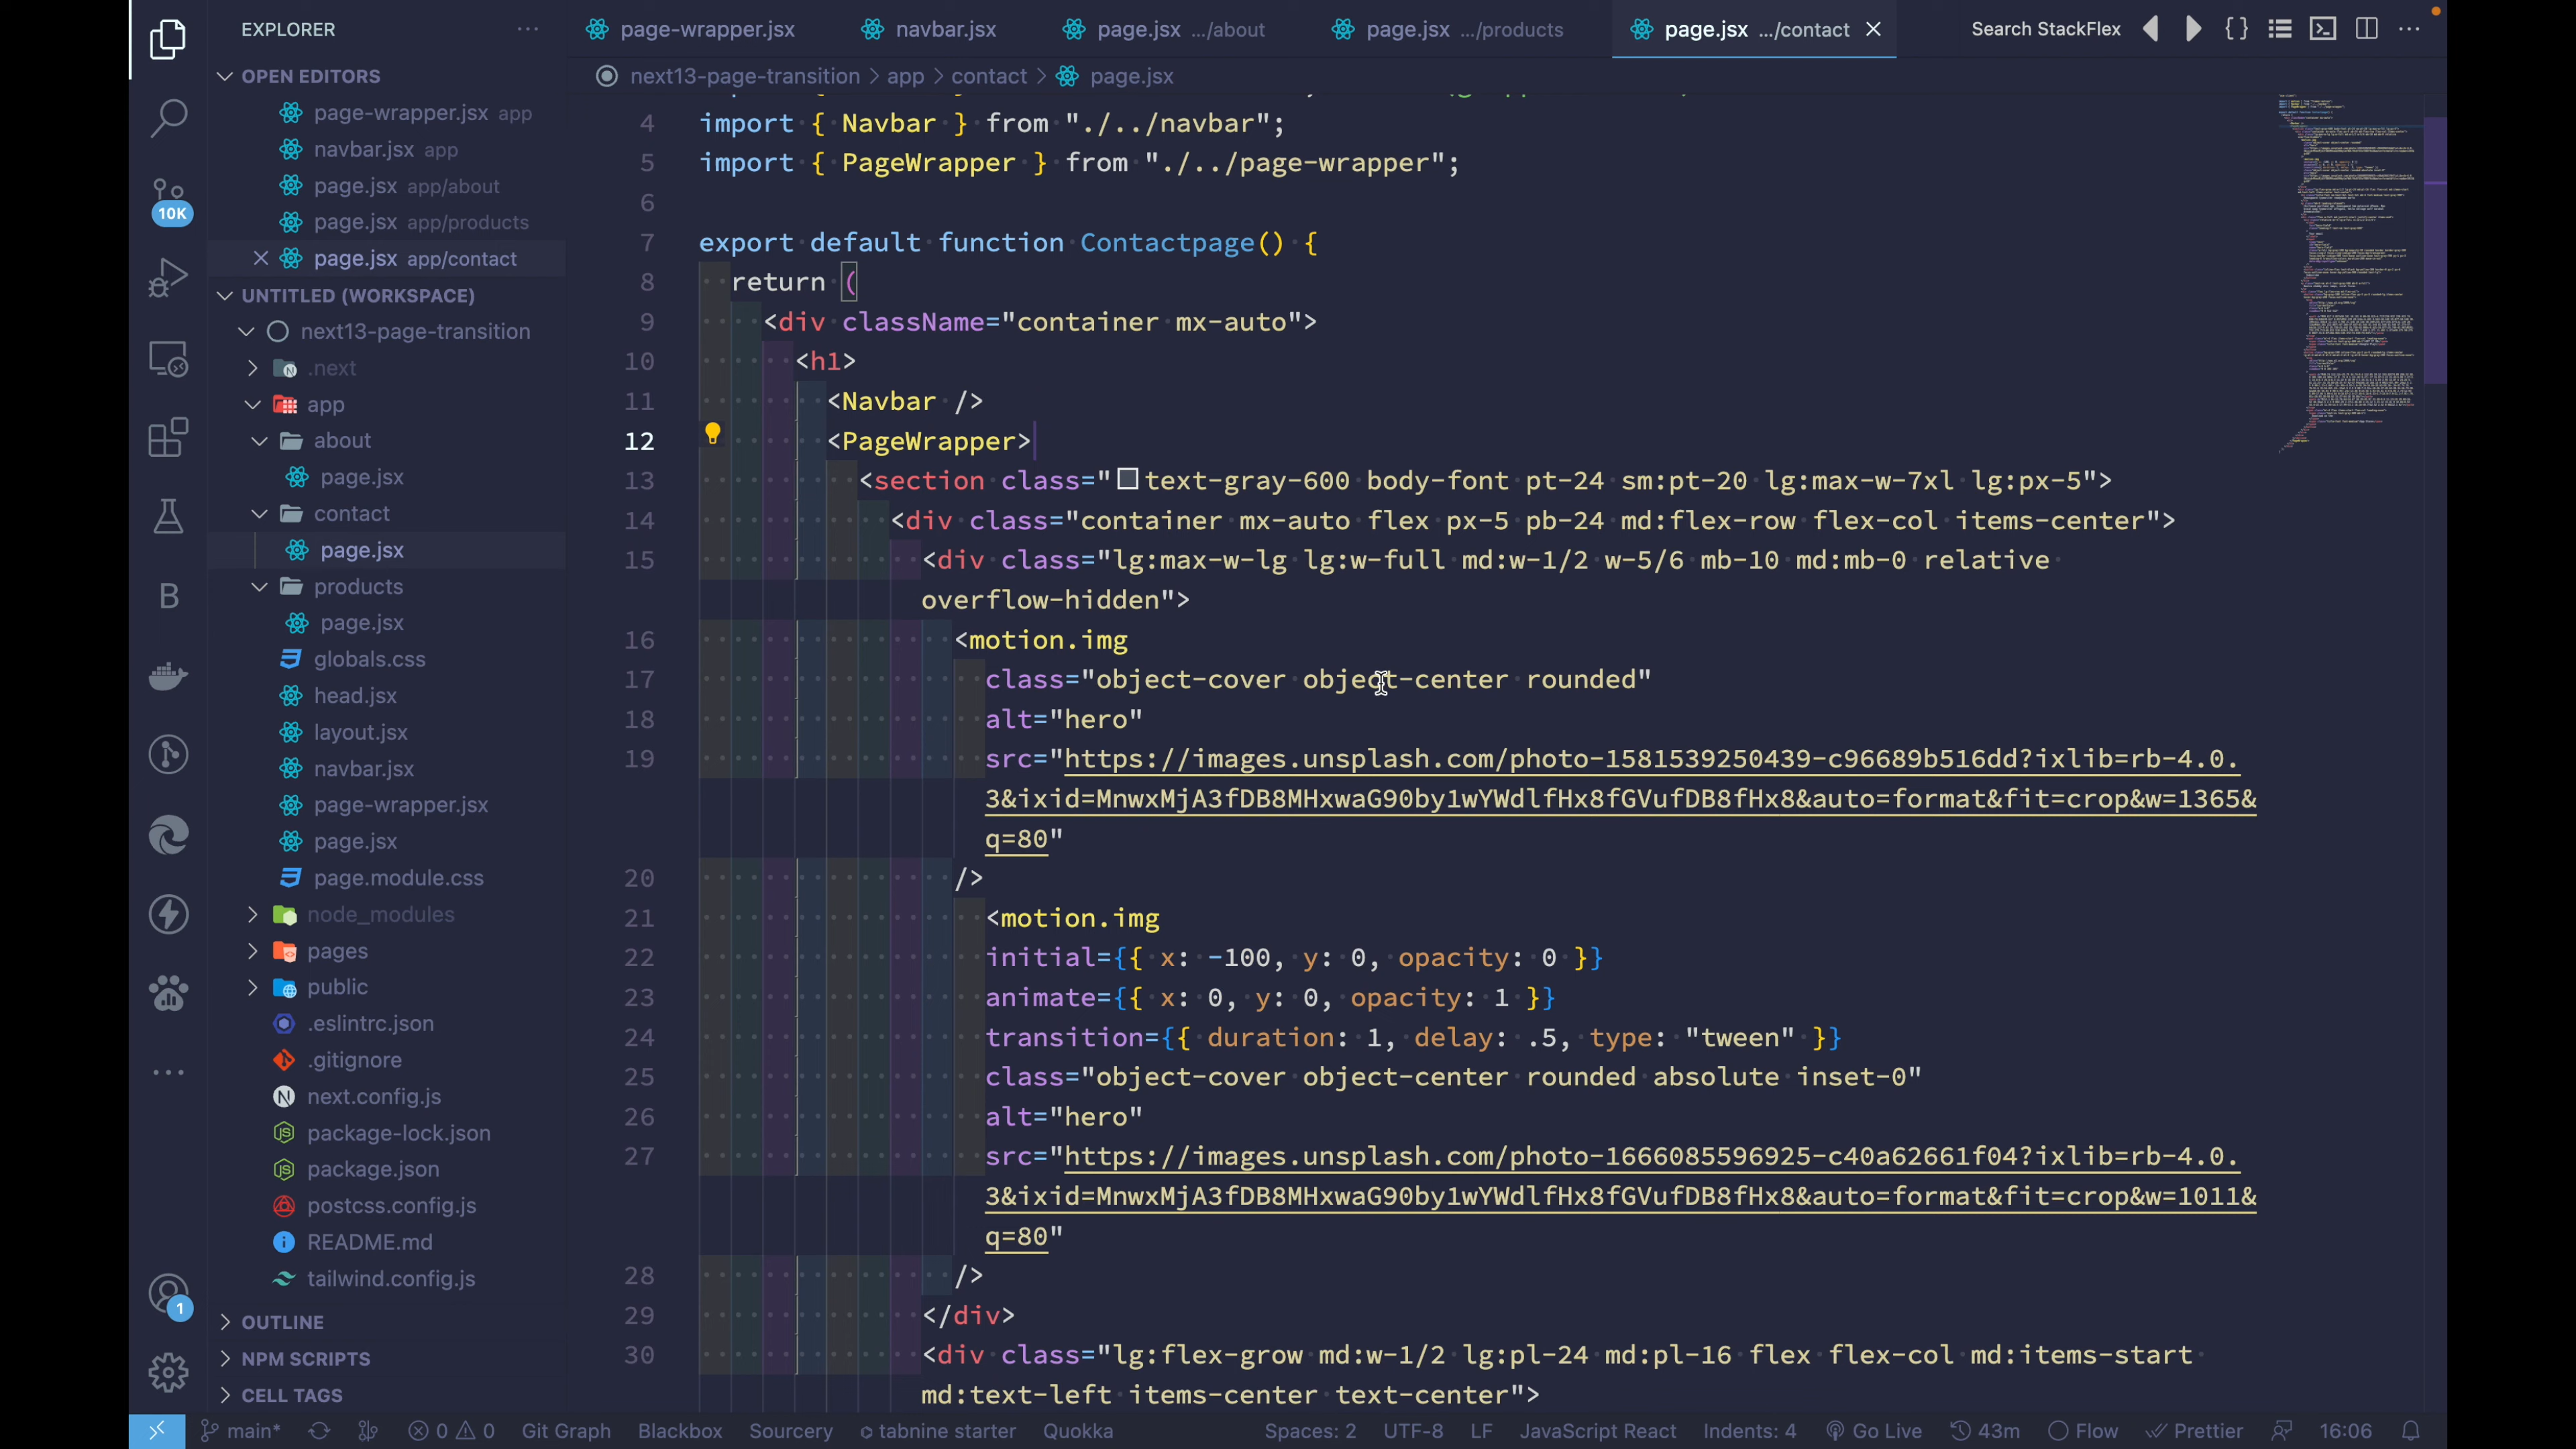 EXPLORER
page-wrapper.jsx
navbar.jsx
page.jsx .../about
page.jsx .../products
page.jsx .../contact
Search StackFlex
OPEN EDITORS
page-wrapper.jsx app
navbar.jsx app
page.jsx app/about
page.jsx app/products
page.jsx app/contact
UNTITLED (WORKSPACE)
next13-page-transition
.next
app
about
page.jsx
contact
page.jsx
products
page.jsx
globals.css
head.jsx
layout.jsx
navbar.jsx
page-wrapper.jsx
page.jsx
page.module.css
node_modules
pages
public
.eslintrc.json
.gitignore
next.config.js
package-lock.json
package.json
postcss.config.js
README.md
tailwind.config.js
OUTLINE
NPM SCRIPTS
CELL TAGS
10K
B
1
next13-page-transition > app > contact > page.jsx
4 import { Navbar } from "./../navbar";
5 import { PageWrapper } from "./../page-wrapper";
6
7 export default function Contactpage() {
8 return (
9 <div className="container mx-auto">
10 <h1>
11 <Navbar />
12 <PageWrapper>
13 <section class="text-gray-600 body-font pt-24 sm:pt-20 lg:max-w-7xl lg:px-5">
14 <div class="container mx-auto flex px-5 pb-24 md:flex-row flex-col items-center">
15 <div class="lg:max-w-lg lg:w-full md:w-1/2 w-5/6 mb-10 md:mb-0 relative
overflow-hidden">
16 <motion.img
17 class="object-cover object-center rounded"
18 alt="hero"
19 src="https://images.unsplash.com/photo-1581539250439-c96689b516dd?ixlib=rb-4.0.
3&ixid=MnwxMjA3fDB8MHxwaG90by1wYWdlfHx8fGVufDB8fHx8&auto=format&fit=crop&w=1365&
q=80"
20 />
21 <motion.img
22 initial={{ x: -100, y: 0, opacity: 0 }}
23 animate={{ x: 0, y: 0, opacity: 1 }}
24 transition={{ duration: 1, delay: .5, type: "tween" }}
25 class="object-cover object-center rounded absolute inset-0"
26 alt="hero"
27 src="https://images.unsplash.com/photo-1666085596925-c40a62661f04?ixlib=rb-4.0.
3&ixid=MnwxMjA3fDB8MHxwaG90by1wYWdlfHx8fGVufDB8fHx8&auto=format&fit=crop&w=1011&
q=80"
28 />
29 </div>
30 <div class="lg:flex-grow md:w-1/2 lg:pl-24 md:pl-16 flex flex-col md:items-start
md:text-left items-center text-center">
main* 0 0 Git Graph Blackbox Sourcery tabnine starter Quokka Spaces: 2 UTF-8 LF JavaScript React Indents: 4 Go Live 43m Flow Prettier 16:06